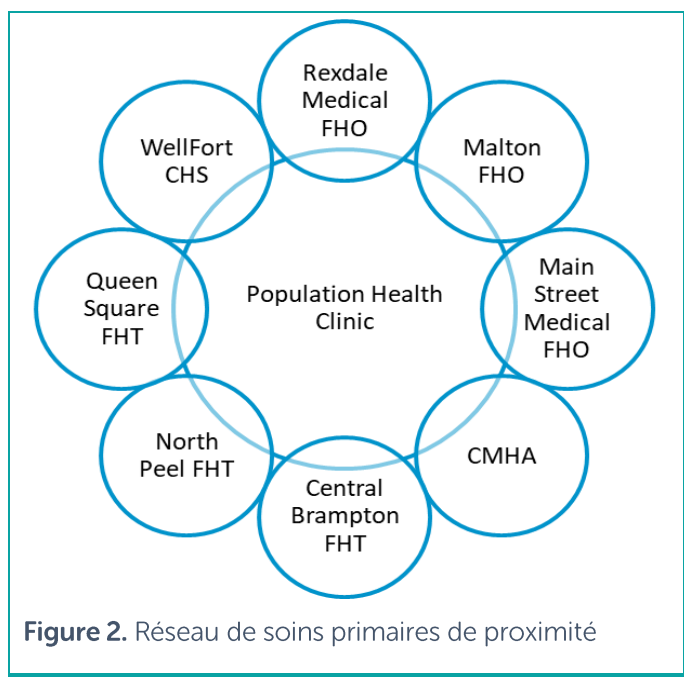 Rexdale
Medical
FHO
Malton
FHO
Main
Street
Medical
FHO
CMHA
Central
Brampton
FHT
North
Peel FHT
Queen
Square
FHT
WellFort
CHS
Population Health
Clinic
Figure 2. Réseau de soins primaires de proximité